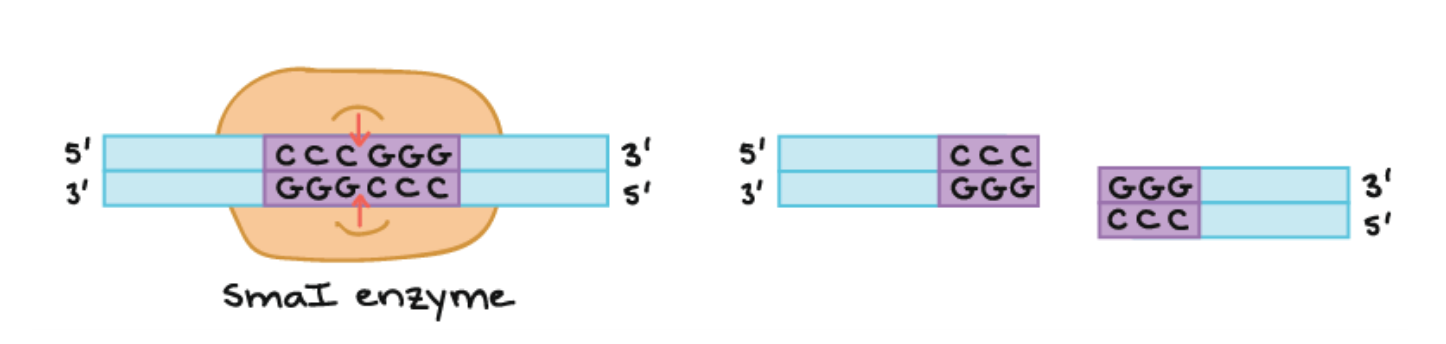 5' CCCGGG 3'
3' GGGCCC 5'
SmaI enzyme
5' CCC
3' GGG
GGG 3'
CCC 5'